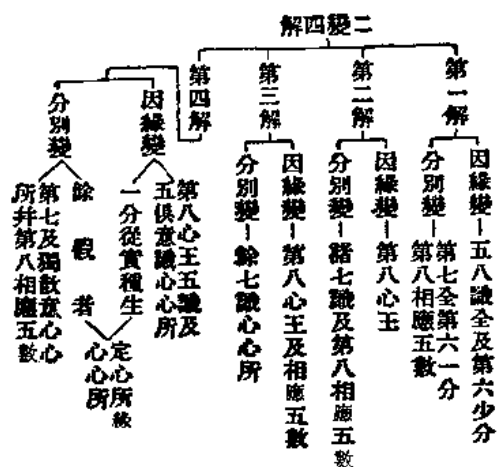 二變四解
第一解
因緣變－五八識全及第六少分
分別變－第七全第六一分
第八相應五數
第二解
因緣變－第八心王
分別變－諸七識及第八相應五數
第三解
因緣變－第八心王及相應五數
分別變－餘七識心心所
第四解
因緣變
第八心王五識及
五俱意識心心所
一分從實種生
定心所緣
心心所
分別變
餘假者
第七及獨散意心心
所幷第八相應五數